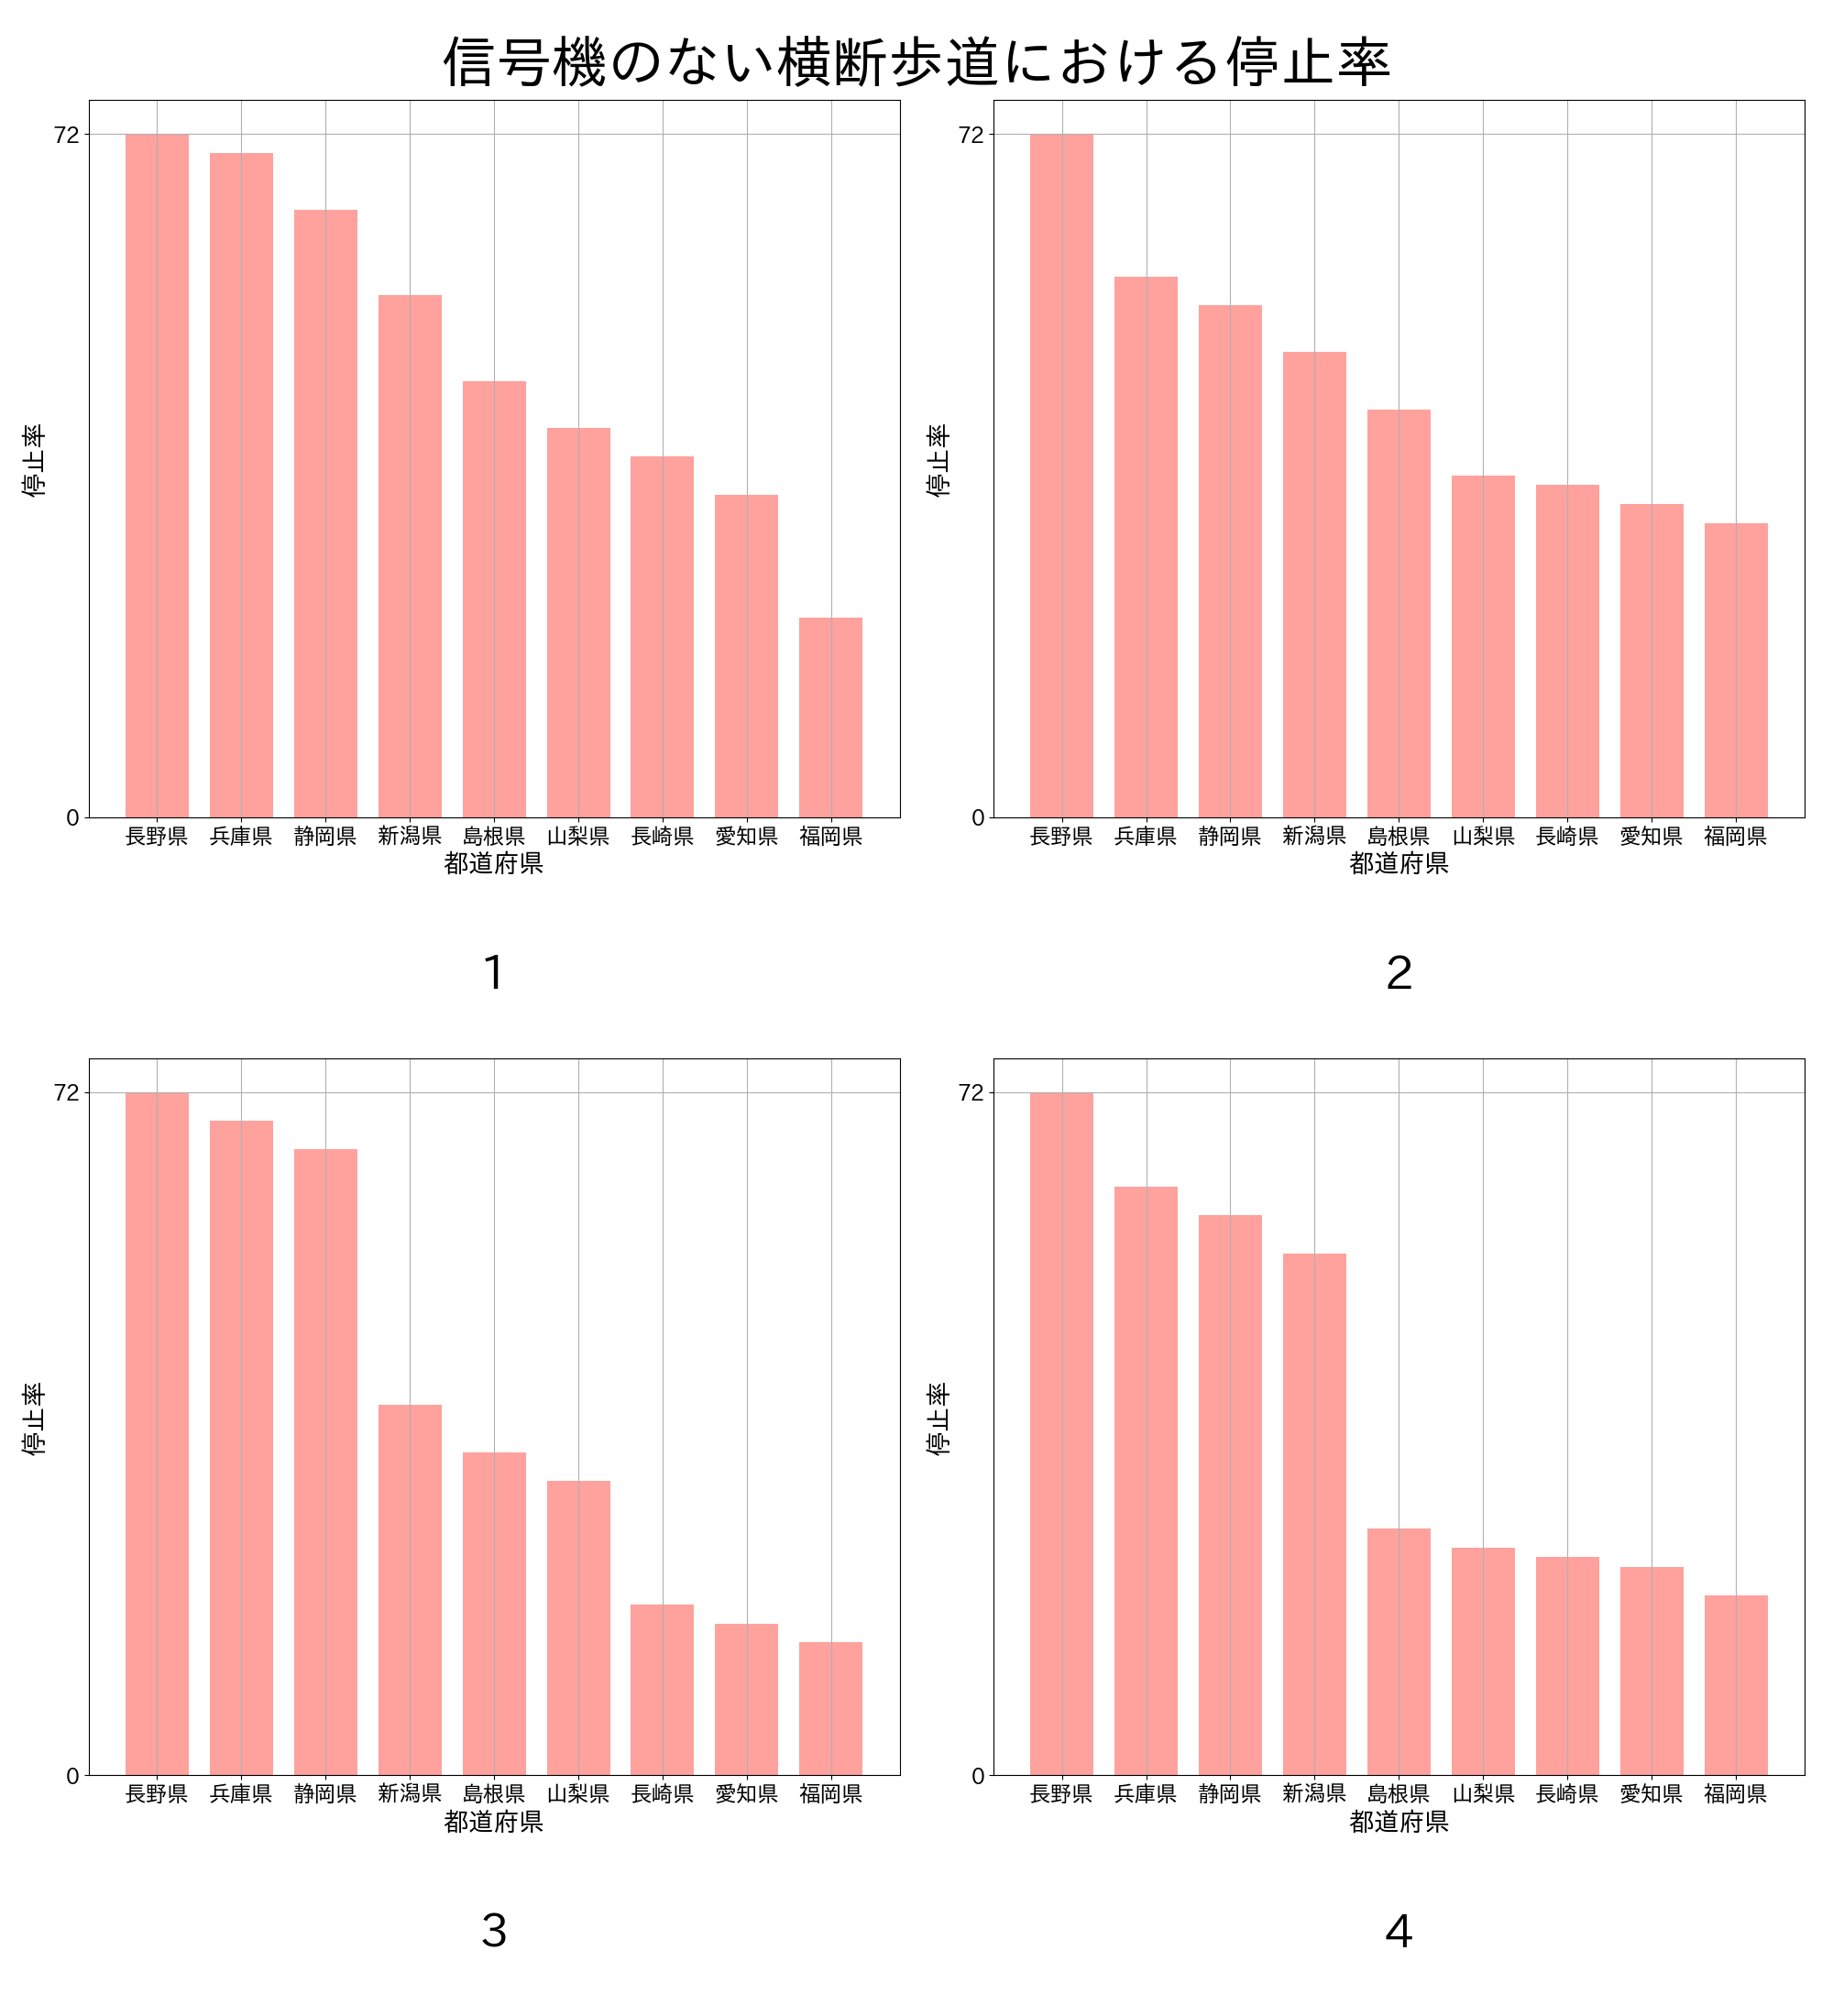 信号機のない横断歩道における停止率
72
0
停止率
長野県 兵庫県 静岡県 新潟県 島根県 山梨県 長崎県 愛知県 福岡県
都道府県
1
72
0
停止率
長野県 兵庫県 静岡県 新潟県 島根県 山梨県 長崎県 愛知県 福岡県
都道府県
2
72
0
停止率
長野県 兵庫県 静岡県 新潟県 島根県 山梨県 長崎県 愛知県 福岡県
都道府県
3
72
0
停止率
長野県 兵庫県 静岡県 新潟県 島根県 山梨県 長崎県 愛知県 福岡県
都道府県
4